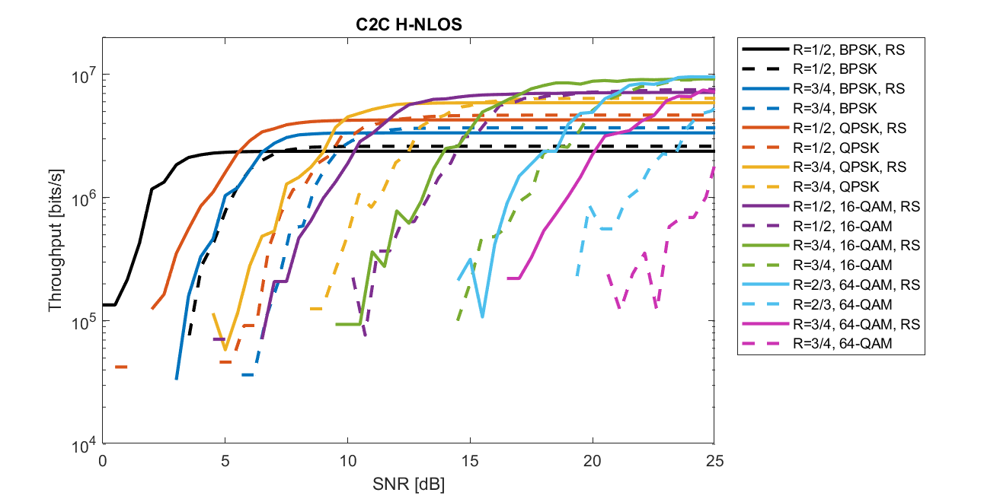 C2C H-NLOS
Throughput [bits/s]
10^7
10^6
10^5
10^4
0 5 10 15 20 25
SNR [dB]
R=1/2, BPSK, RS
R=1/2, BPSK
R=3/4, BPSK, RS
R=3/4, BPSK
R=1/2, QPSK, RS
R=1/2, QPSK
R=3/4, QPSK, RS
R=3/4, QPSK
R=1/2, 16-QAM, RS
R=1/2, 16-QAM
R=3/4, 16-QAM, RS
R=3/4, 16-QAM
R=2/3, 64-QAM, RS
R=2/3, 64-QAM
R=3/4, 64-QAM, RS
R=3/4, 64-QAM